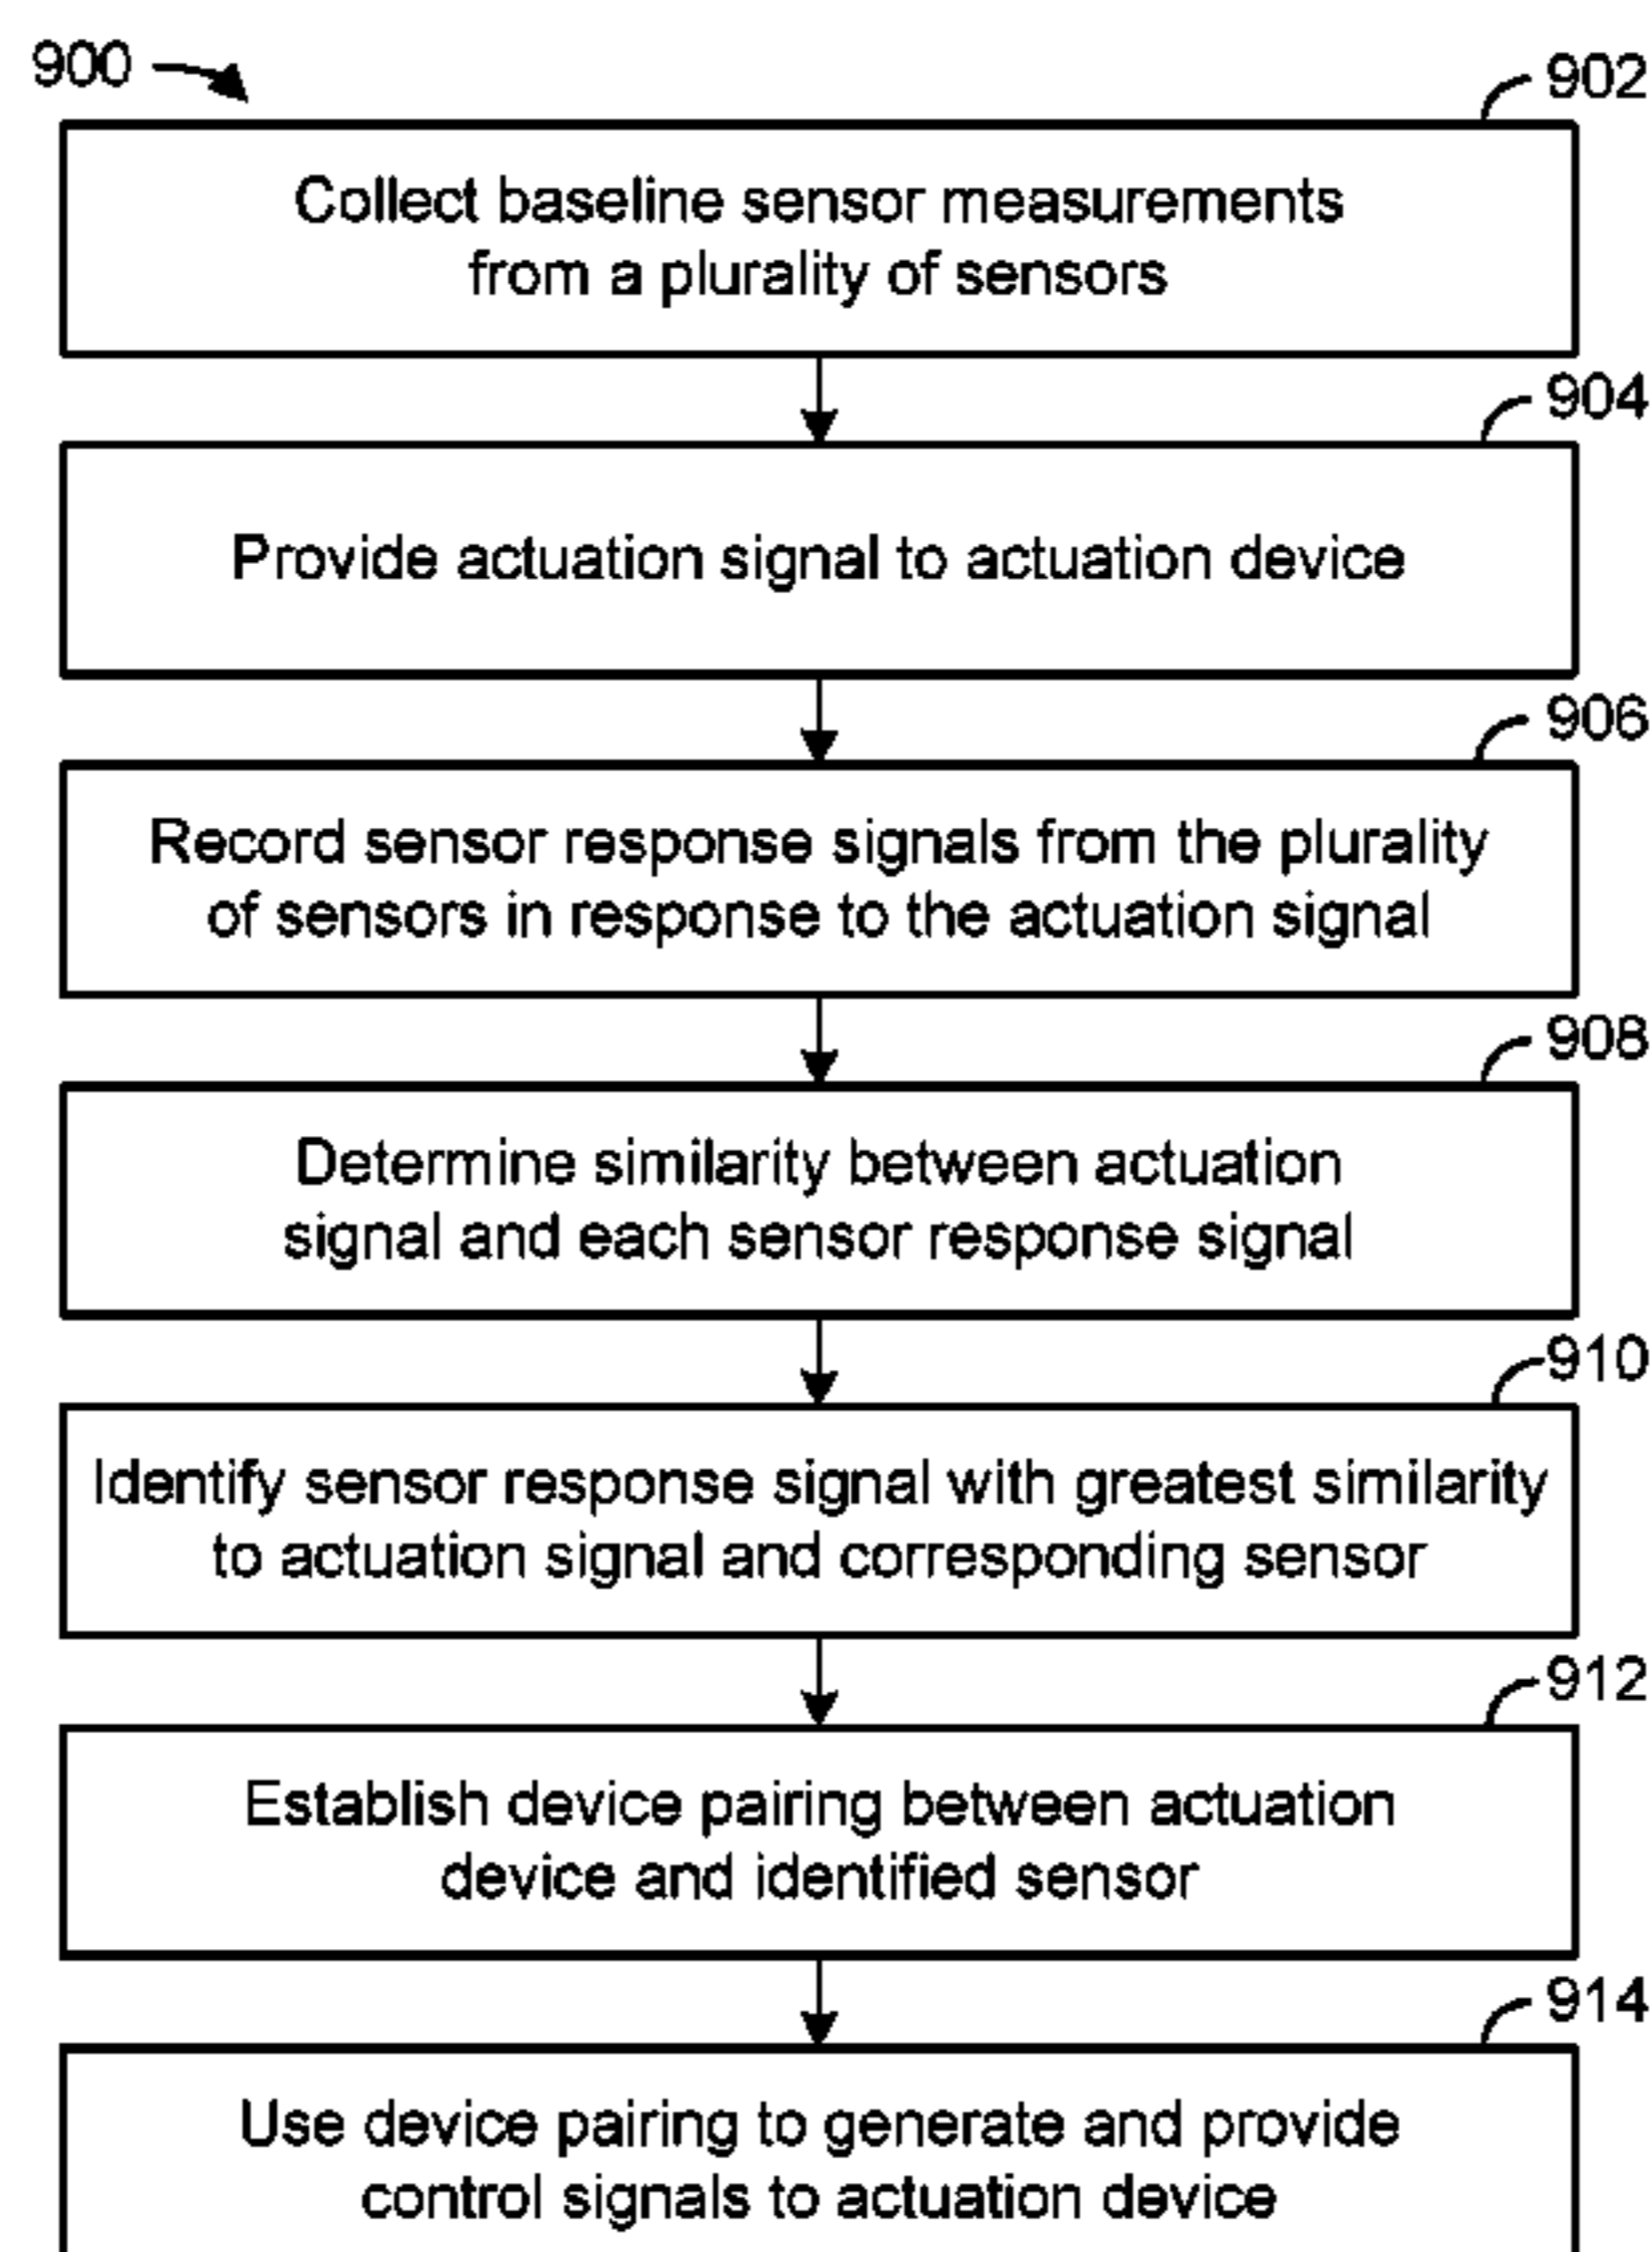 900
902
Collect baseline sensor measurements
from a plurality of sensors
904
Provide actuation signal to actuation device
906
Record sensor response signals from the plurality
of sensors in response to the actuation signal
908
Determine similarity between actuation
signal and each sensor response signal
910
Identify sensor response signal with greatest similarity
to actuation signal and corresponding sensor
912
Establish device pairing between actuation
device and identified sensor
914
Use device pairing to generate and provide
control signals to actuation device